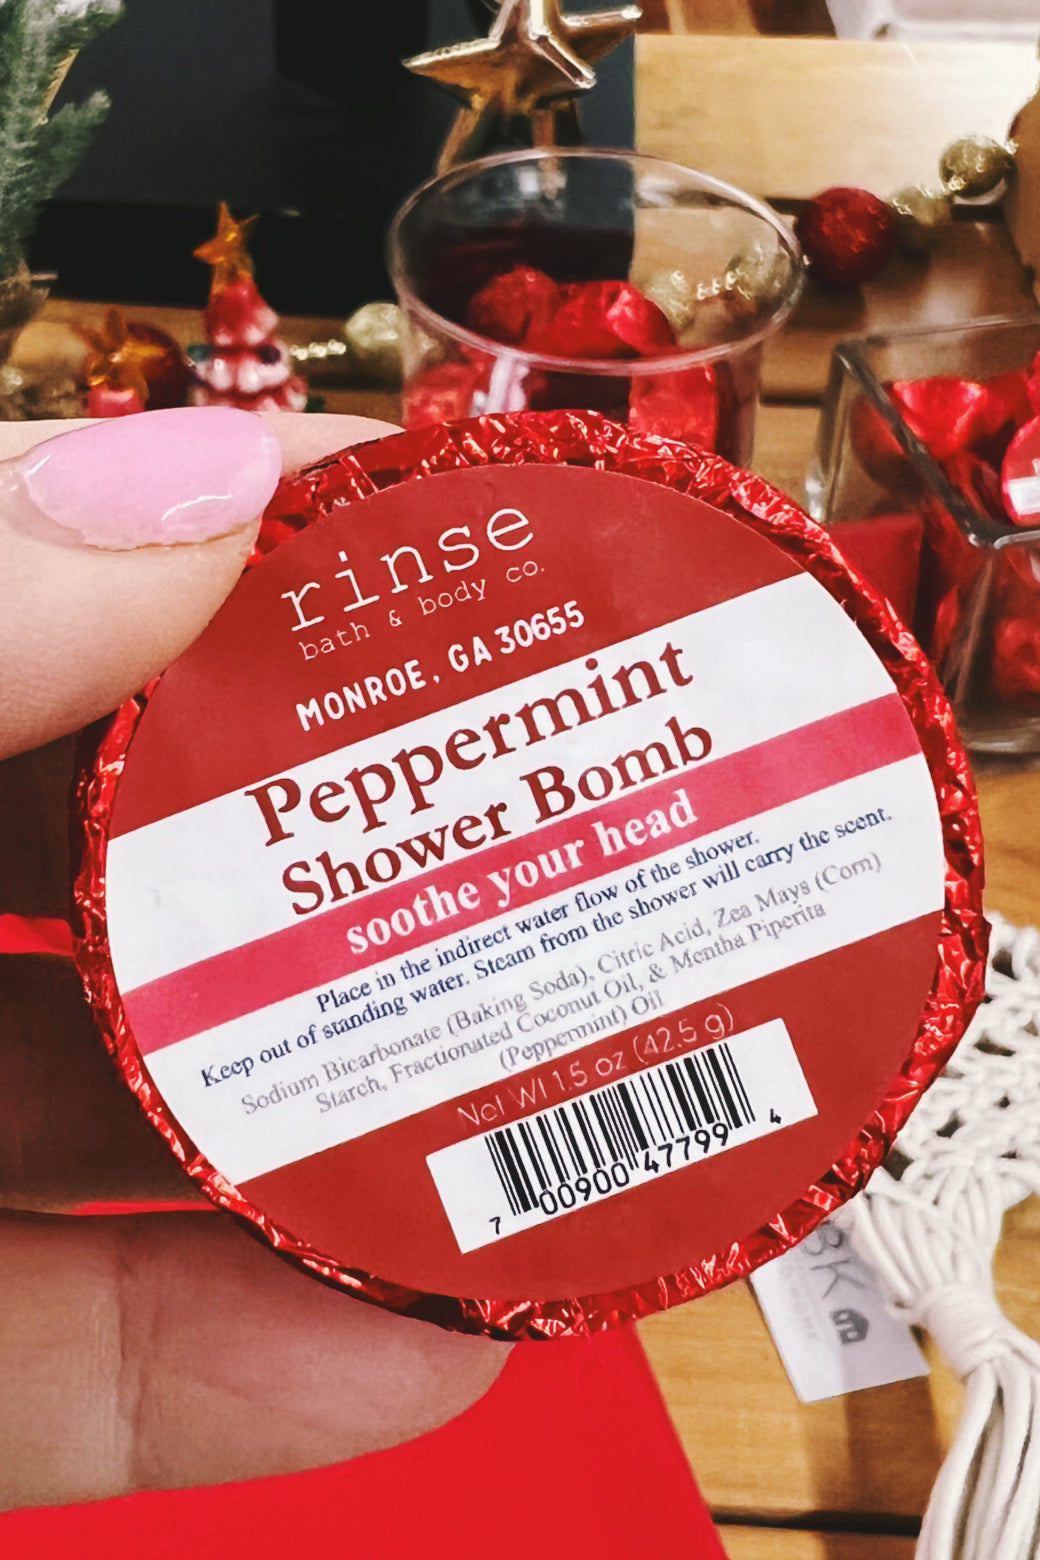 rinse
bath & body co.
MONROE, GA 30655
Peppermint
Shower Bomb
soothe your head
Place in the indirect water flow of the shower.
Keep out of standing water. Steam from the shower will carry the scent.
Sodium Bicarbonate (Baking Soda), Citric Acid, Zea Mays (Corn)
Starch, Fractionated Coconut Oil, & Mentha Piperita
(Peppermint) Oil
Net Wt 1.5 oz (42.5 g)
7 00900 47799 4